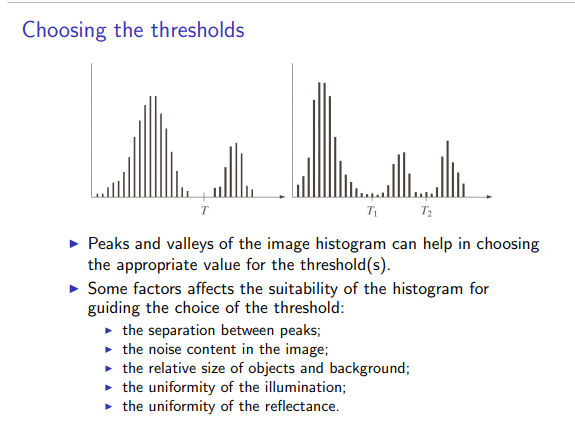 Choosing the thresholds
T
T1
T2
▶ Peaks and valleys of the image histogram can help in choosing
the appropriate value for the threshold(s).
▶ Some factors affects the suitability of the histogram for
guiding the choice of the threshold:
▶ the separation between peaks;
▶ the noise content in the image;
▶ the relative size of objects and background;
▶ the uniformity of the illumination;
▶ the uniformity of the reflectance.